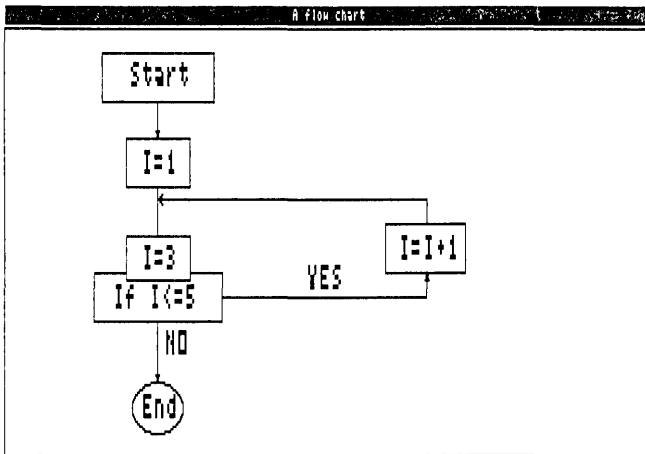 A flow chart
Start
I=1
I=3
I=I+1
If I<=5
YES
NO
End